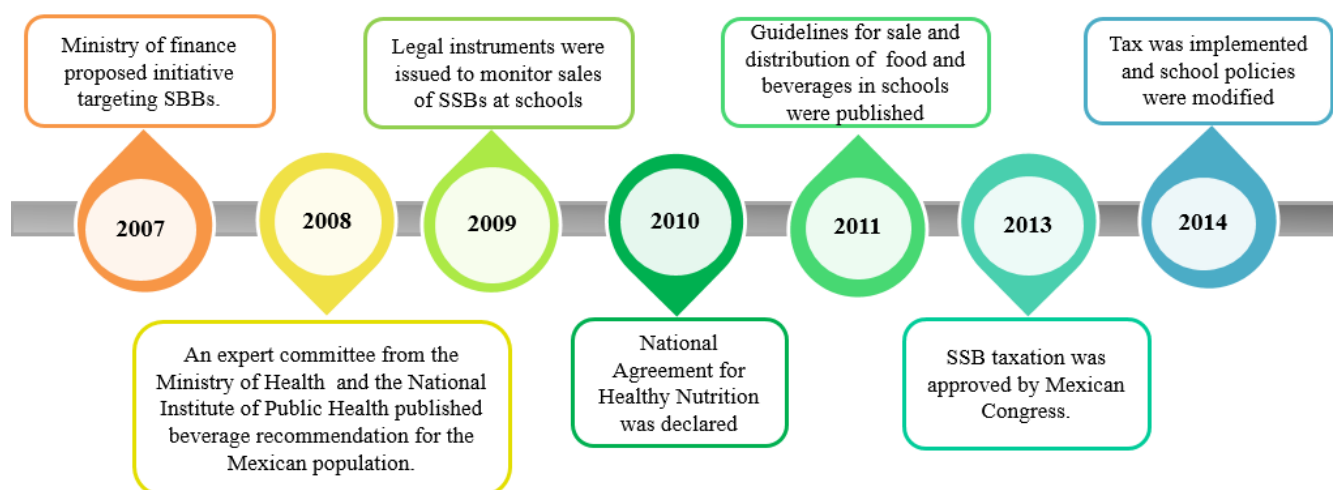 Ministry of finance
proposed initiative
targeting SBBs.
2007
2008
An expert committee from the
Ministry of Health and the National
Institute of Public Health published
beverage recommendation for the
Mexican population.
Legal instruments were
issued to monitor sales
of SSBs at schools
2009
2010
National
Agreement for
Healthy Nutrition
was declared
Guidelines for sale and
distribution of food and
beverages in schools
were published
2011
2013
SSB taxation was
approved by Mexican
Congress.
Tax was implemented
and school policies
were modified
2014